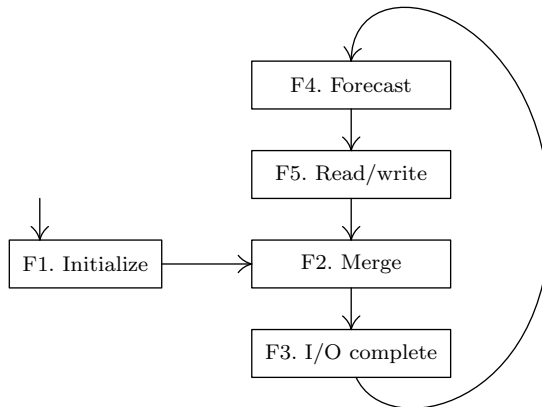 F4. Forecast
F5. Read/write
F1. Initialize
F2. Merge
F3. I/O complete